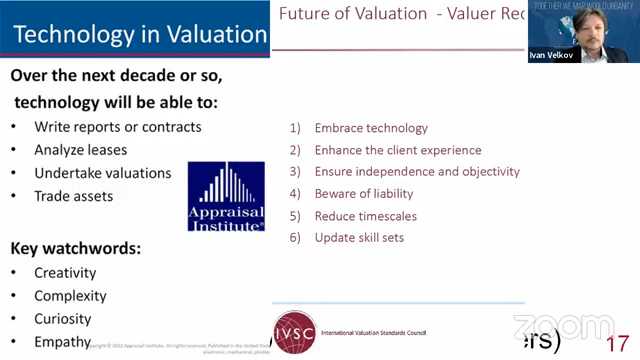 Technology in Valuation
Over the next decade or so,
technology will be able to:
• Write reports or contracts
• Analyze leases
• Undertake valuations
• Trade assets
Appraisal
Institute®
Key watchwords:
• Creativity
• Complexity
• Curiosity
• Empathy
Future of Valuation - Valuer Rec
1) Embrace technology
2) Enhance the client experience
3) Ensure independence and objectivity
4) Beware of liability
5) Reduce timescales
6) Update skill sets
IVSC
International Valuation Standards Council
TOGETHER WE MAP WORLD URBANITY
Ivan Velkov
zoom
ers)
17